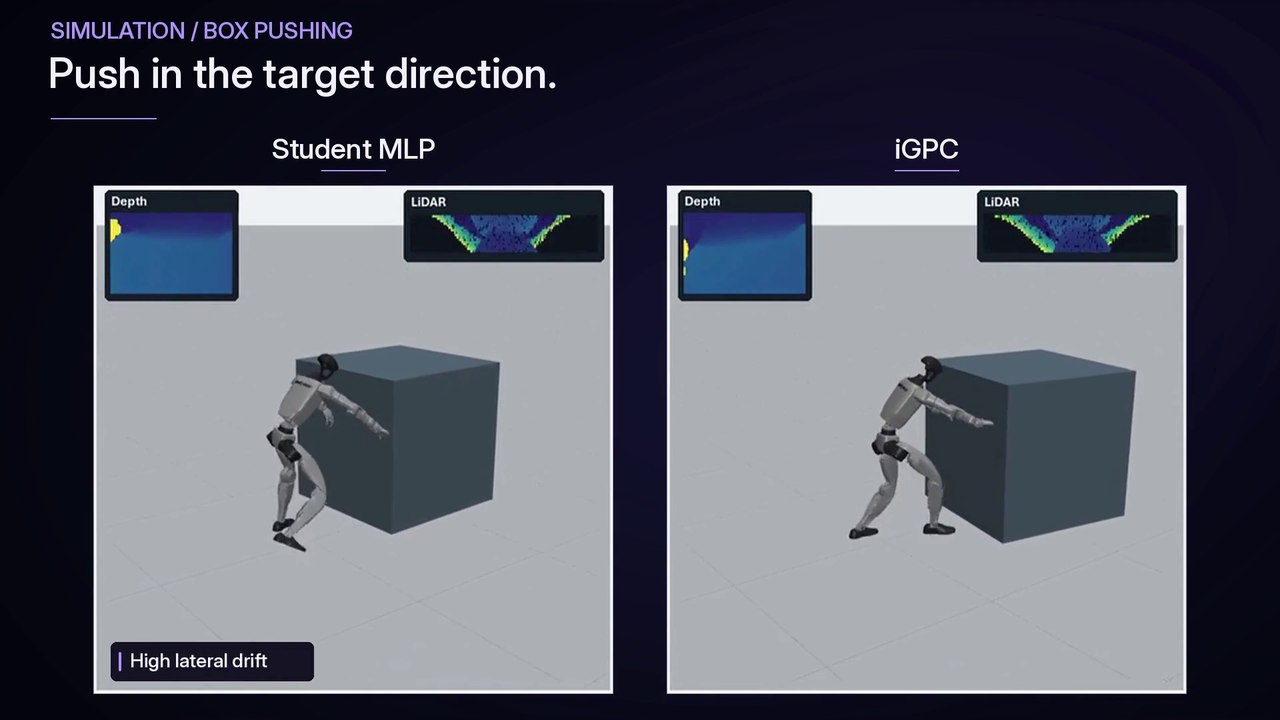 SIMULATION / BOX PUSHING
Push in the target direction.
Student MLP
iGPC
Depth
LiDAR
Depth
LiDAR
High lateral drift